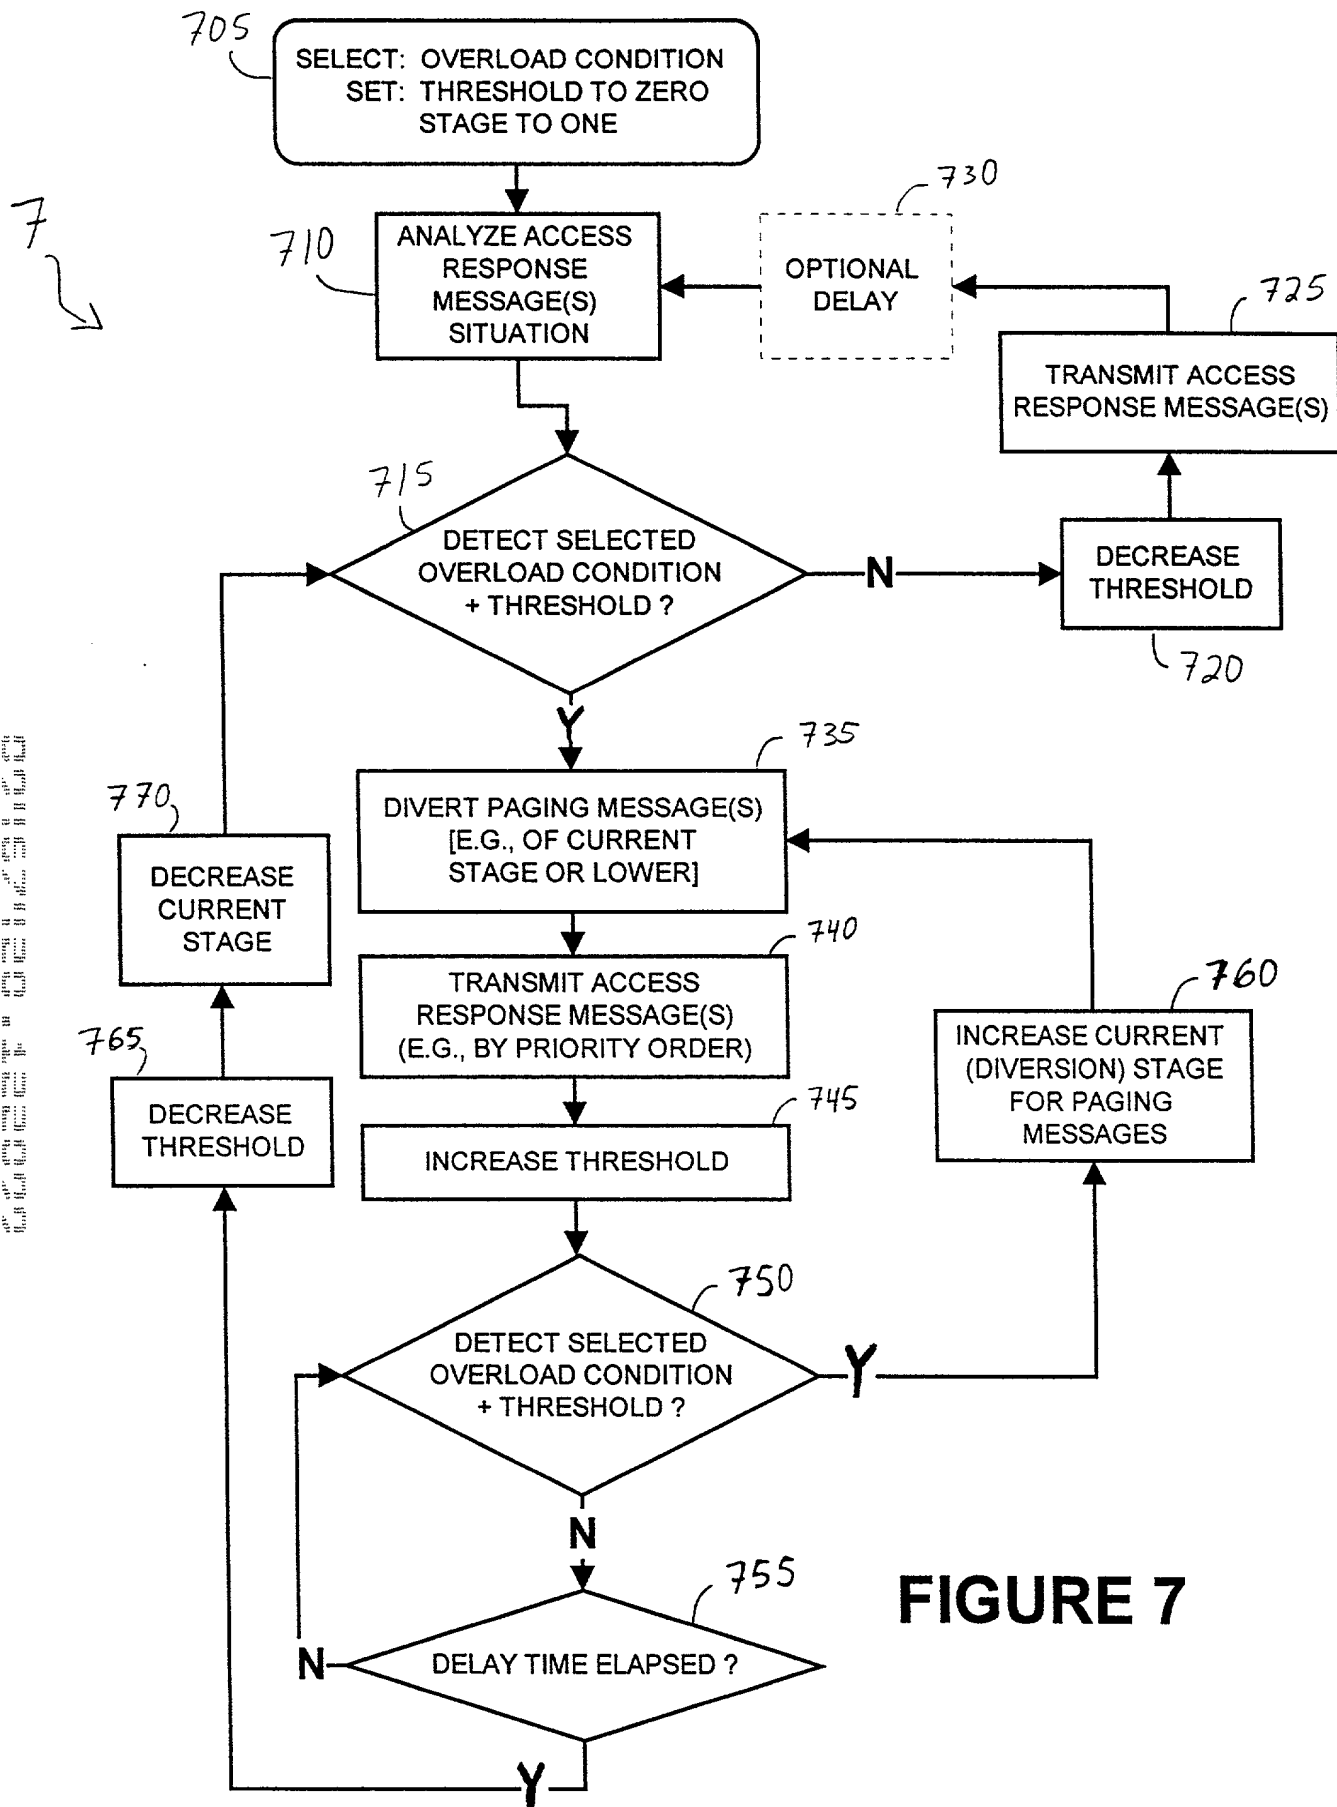 705
SELECT: OVERLOAD CONDITION
SET: THRESHOLD TO ZERO
STAGE TO ONE
7
710
ANALYZE ACCESS
RESPONSE
MESSAGE(S)
SITUATION
730
OPTIONAL
DELAY
725
TRANSMIT ACCESS
RESPONSE MESSAGE(S)
715
DETECT SELECTED
OVERLOAD CONDITION
+ THRESHOLD ?
N
DECREASE
THRESHOLD
720
Y
735
DIVERT PAGING MESSAGE(S)
[E.G., OF CURRENT
STAGE OR LOWER]
770
DECREASE
CURRENT
STAGE
740
TRANSMIT ACCESS
RESPONSE MESSAGE(S)
(E.G., BY PRIORITY ORDER)
760
INCREASE CURRENT
(DIVERSION) STAGE
FOR PAGING
MESSAGES
765
DECREASE
THRESHOLD
745
INCREASE THRESHOLD
750
DETECT SELECTED
OVERLOAD CONDITION
+ THRESHOLD ?
Y
N
755
DELAY TIME ELAPSED ?
N
Y
FIGURE 7